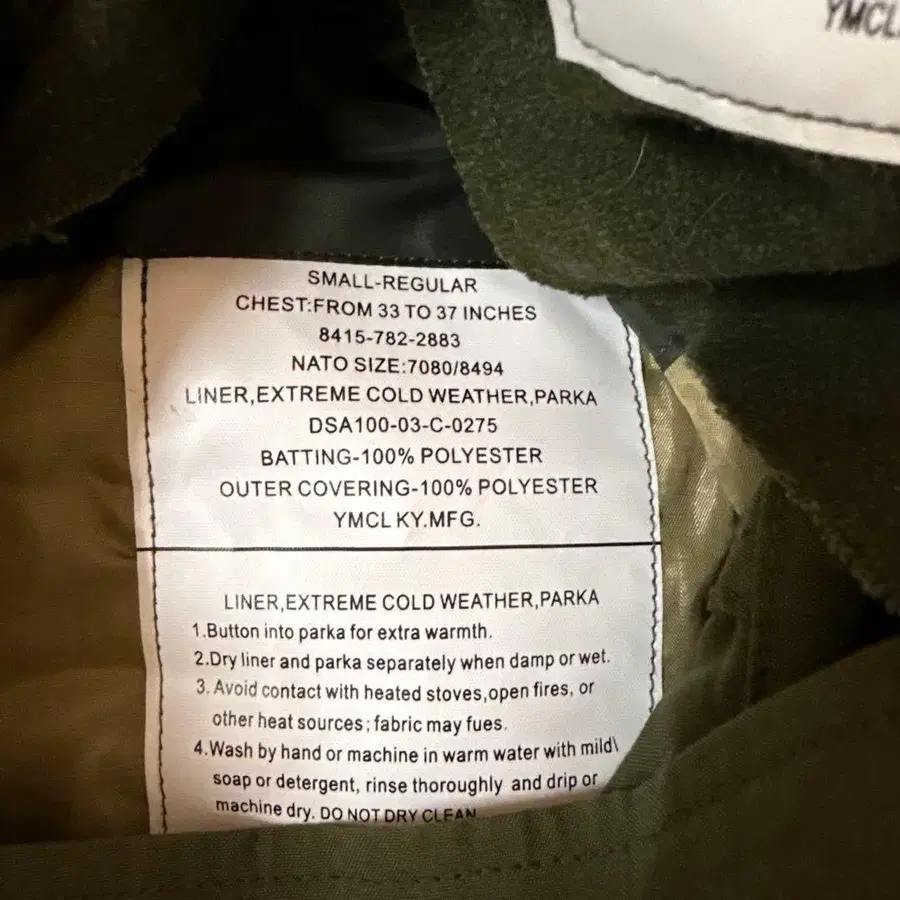 YMCL
SMALL-REGULAR
CHEST:FROM 33 TO 37 INCHES
8415-782-2883
NATO SIZE:7080/8494
LINER,EXTREME COLD WEATHER,PARKA
DSA100-03-C-0275
BATTING-100% POLYESTER
OUTER COVERING-100% POLYESTER
YMCL KY.MFG.
LINER,EXTREME COLD WEATHER,PARKA
1.Button into parka for extra warmth.
2.Dry liner and parka separately when damp or wet.
3. Avoid contact with heated stoves,open fires, or
other heat sources; fabric may fues.
4.Wash by hand or machine in warm water with mild\
soap or detergent, rinse thoroughly and drip or
machine dry. DO NOT DRY CLEAN